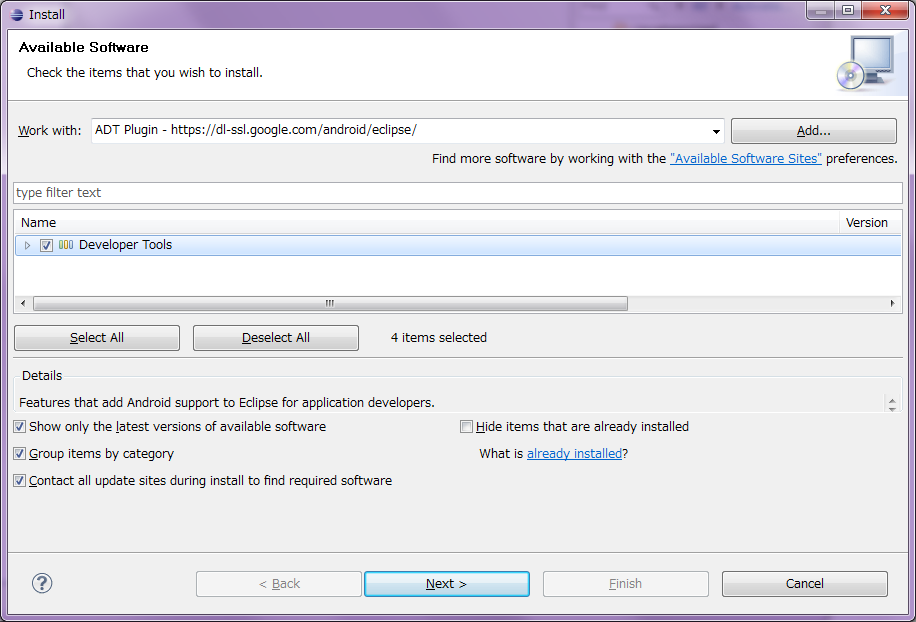 Install
Available Software
Check the items that you wish to install.
Work with: ADT Plugin - https://dl-ssl.google.com/android/eclipse/ Add...
Find more software by working with the "Available Software Sites" preferences.
type filter text
Name Version
Developer Tools
Select All Deselect All 4 items selected
Details
Features that add Android support to Eclipse for application developers.
Show only the latest versions of available software Hide items that are already installed
Group items by category What is already installed?
Contact all update sites during install to find required software
? < Back Next > Finish Cancel